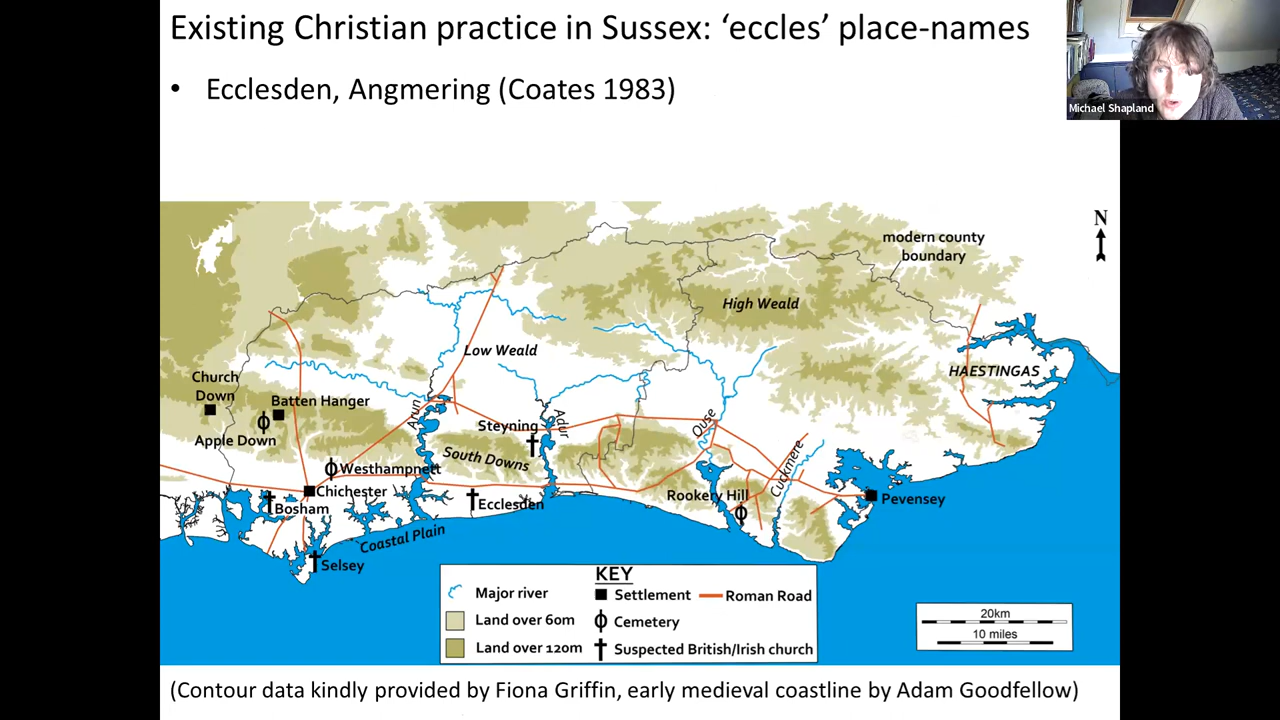 Existing Christian practice in Sussex: ‘eccles’ place-names
• Ecclesden, Angmering (Coates 1983)
Michael Shapland
N
modern county
boundary
High Weald
Low Weald
HAESTINGAS
Church
Down
Batten Hanger
Apple Down
Arun
Adur
Steyning
South Downs
Ouse
Cuckmere
Westhampnett
Chichester
Bosham
Ecclesden
Rookery Hill
Pevensey
Coastal Plain
Selsey
KEY
Major river
Settlement
Roman Road
Land over 60m
Cemetery
Land over 120m
Suspected British/Irish church
20km
10 miles
(Contour data kindly provided by Fiona Griffin, early medieval coastline by Adam Goodfellow)